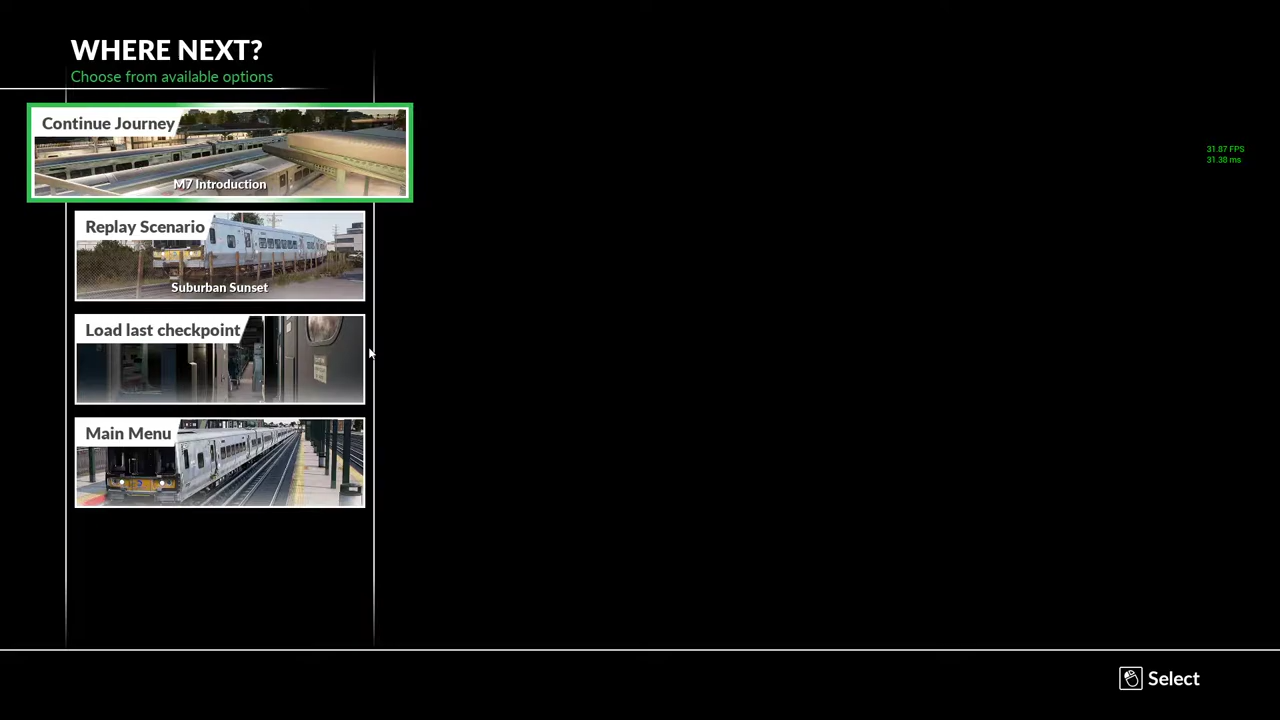 WHERE NEXT?
Choose from available options
Continue Journey
M7 Introduction
31.87 FPS
31.38 ms
Replay Scenario
Suburban Sunset
Load last checkpoint
Main Menu
Select